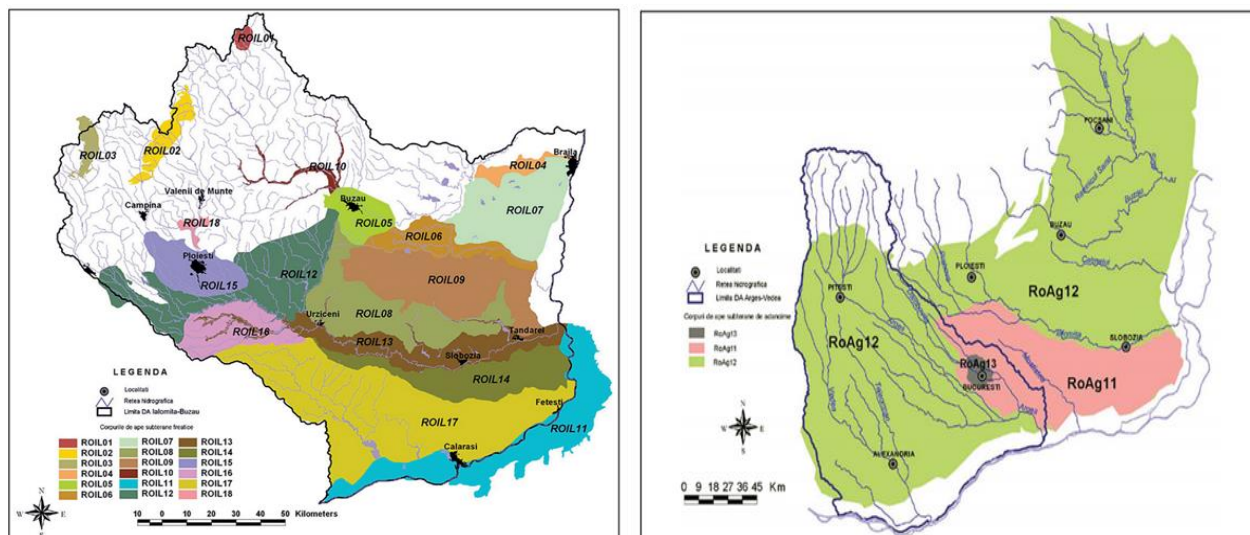 ROIL01
ROIL03
ROIL02
ROIL10
Braila
ROIL04
Valenii de Munte
Campina
Buzau
ROIL07
ROIL18
ROIL05
ROIL06
Ploiesti
ROIL12
ROIL15
ROIL09
ROIL08
Urziceni
ROIL16
Tandarei
ROIL13
Slobozia
ROIL14
Fetesti
ROIL17
ROIL11
Calarasi
LEGENDA
Localitati
Retea hidrografica
Limita DA Ialomita-Buzau
Corpurile de ape subterane freatice
ROIL01 ROIL07 ROIL13
ROIL02 ROIL08 ROIL14
ROIL03 ROIL09 ROIL15
ROIL04 ROIL10 ROIL16
ROIL05 ROIL11 ROIL17
ROIL06 ROIL12 ROIL18
N
W E
S
10 0 10 20 30 40 50 Kilometers
FOCSANI
Buzau
BUZAU
LEGENDA
Localitati
Retea hidrografica
Limita DA Arges-Vedea
Corpuri de ape subterane de adancime
RoAg13
RoAg11
RoAg12
PLOIESTI
RoAg12
PITESTI
RoAg12
SLOBOZIA
RoAg13
BUCURESTI
RoAg11
Arges
ALEXANDRIA
N
W E
S
0 9 18 27 36 45 Km